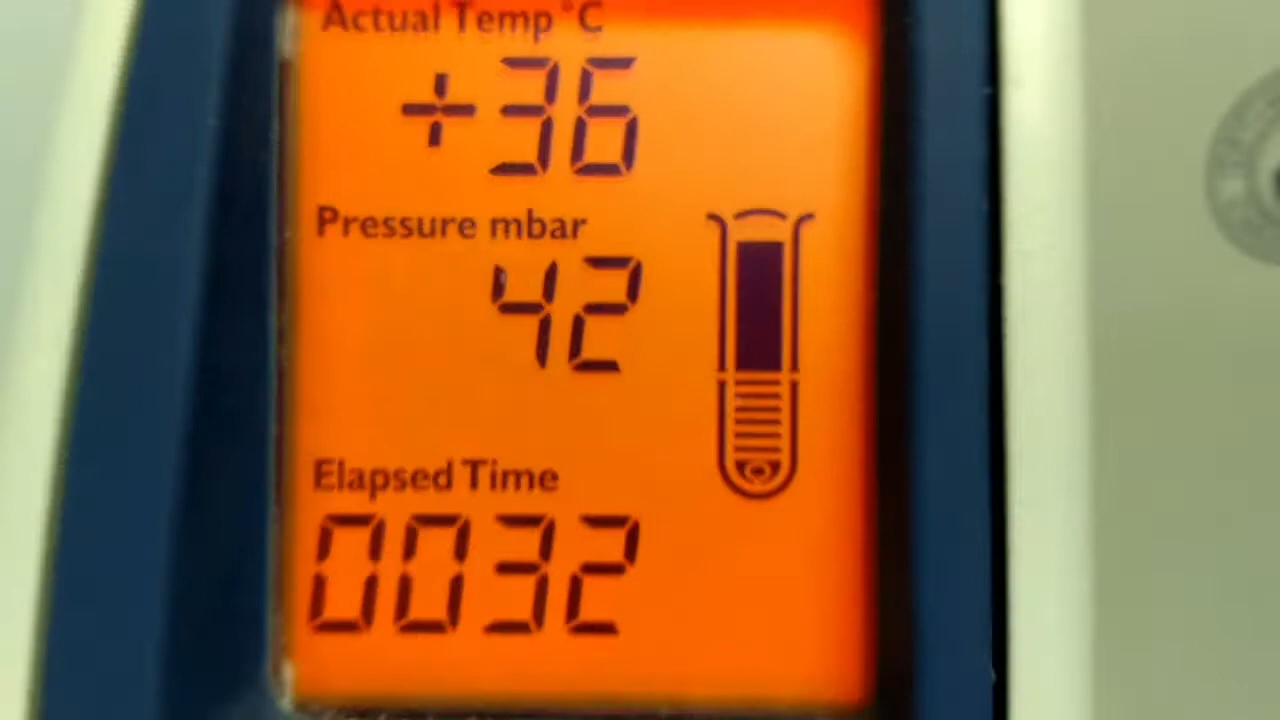 Actual Temp °C
+36
Pressure mbar
42
Elapsed Time
0032